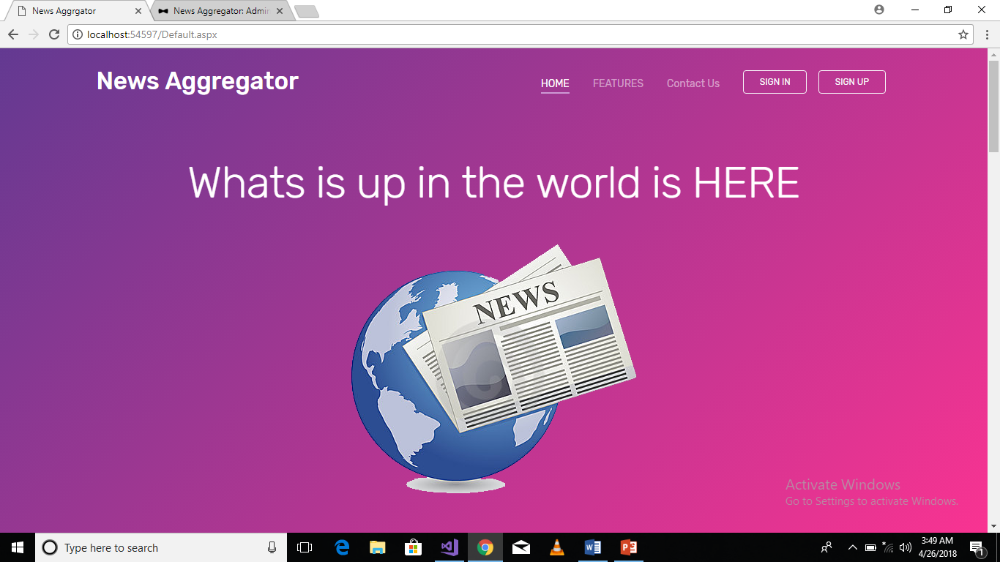 News Aggrgator
News Aggregator: Admi
localhost:54597/Default.aspx
News Aggregator
HOME
FEATURES
Contact Us
SIGN IN
SIGN UP
Whats is up in the world is HERE
NEWS
Activate Windows
Go to Settings to activate Windows.
Type here to search
3:49 AM
4/26/2018
1